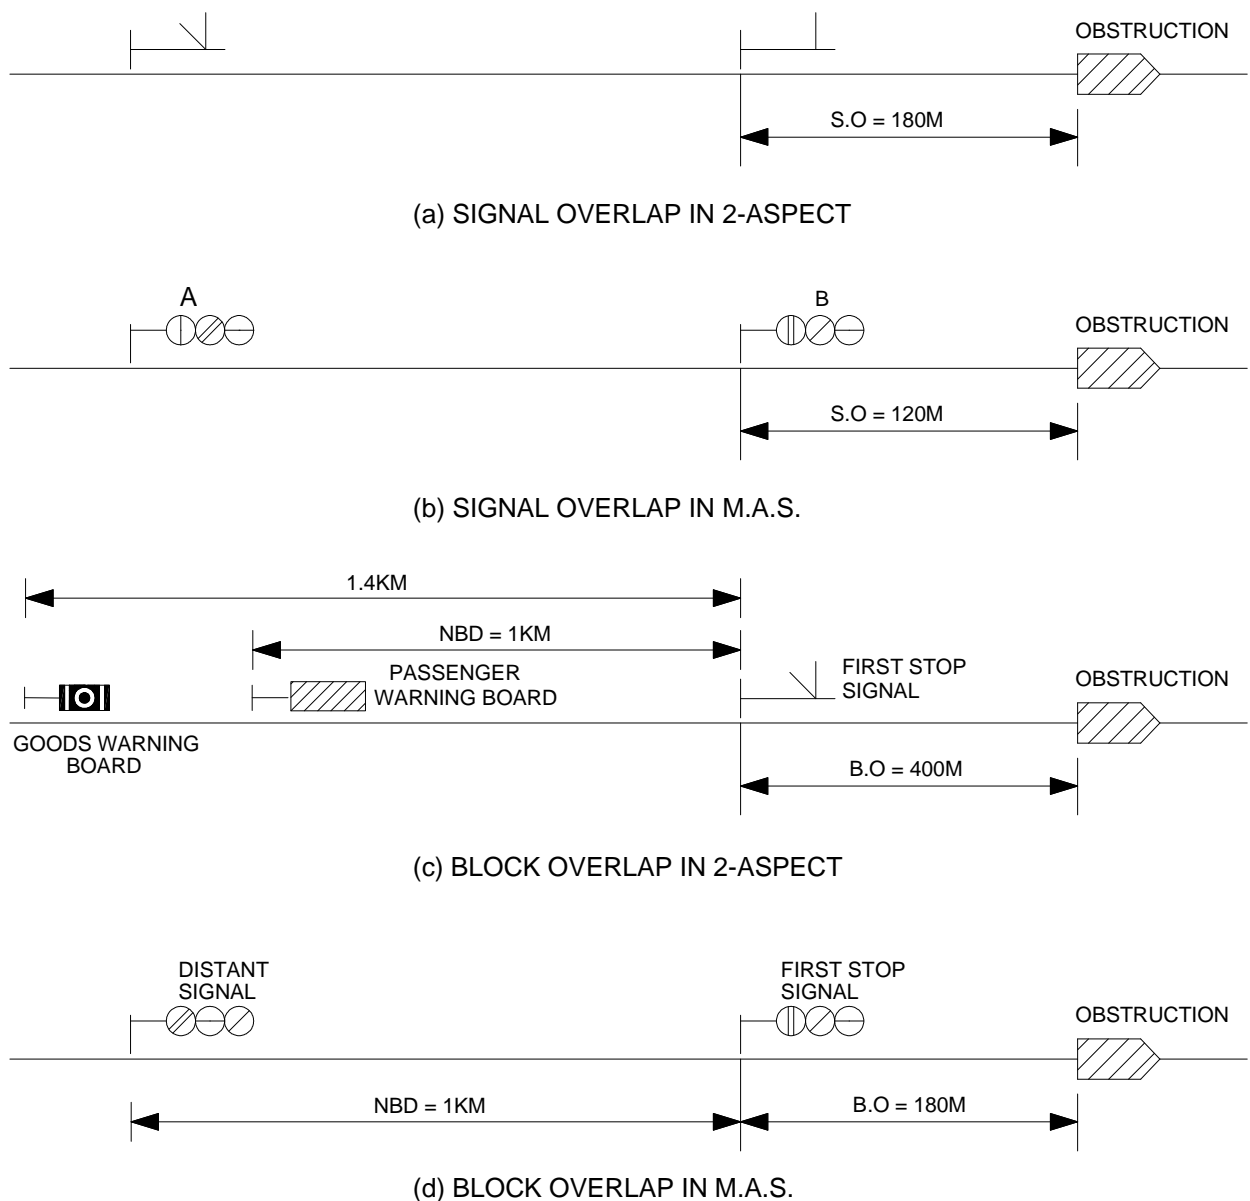 OBSTRUCTION
S.O = 180M
(a) SIGNAL OVERLAP IN 2-ASPECT
A
B
OBSTRUCTION
S.O = 120M
(b) SIGNAL OVERLAP IN M.A.S.
1.4KM
NBD = 1KM
PASSENGER
WARNING BOARD
FIRST STOP
SIGNAL
OBSTRUCTION
GOODS WARNING
BOARD
B.O = 400M
(c) BLOCK OVERLAP IN 2-ASPECT
DISTANT
SIGNAL
FIRST STOP
SIGNAL
OBSTRUCTION
NBD = 1KM
B.O = 180M
(d) BLOCK OVERLAP IN M.A.S.